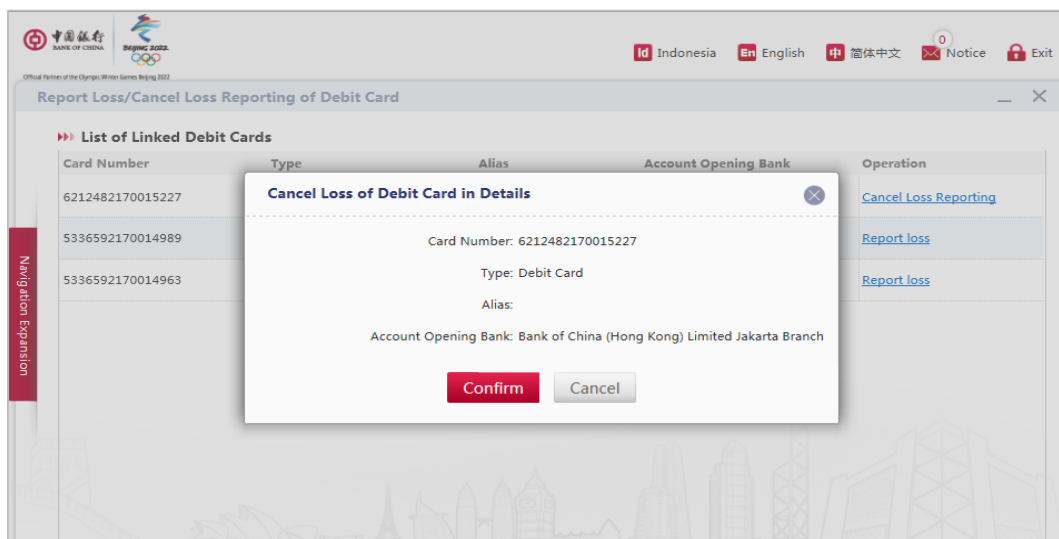 中国银行
BANK OF CHINA
BEIJING 2022
Official Partner of the Olympic Winter Games Beijing 2022
Id Indonesia En English 中 简体中文 0 Notice Exit
Report Loss/Cancel Loss Reporting of Debit Card
List of Linked Debit Cards
Card Number Type Alias Account Opening Bank Operation
6212482170015227 Cancel Loss Reporting
5336592170014989 Report loss
5336592170014963 Report loss
Navigation Expansion
Cancel Loss of Debit Card in Details
Card Number: 6212482170015227
Type: Debit Card
Alias:
Account Opening Bank: Bank of China (Hong Kong) Limited Jakarta Branch
Confirm Cancel